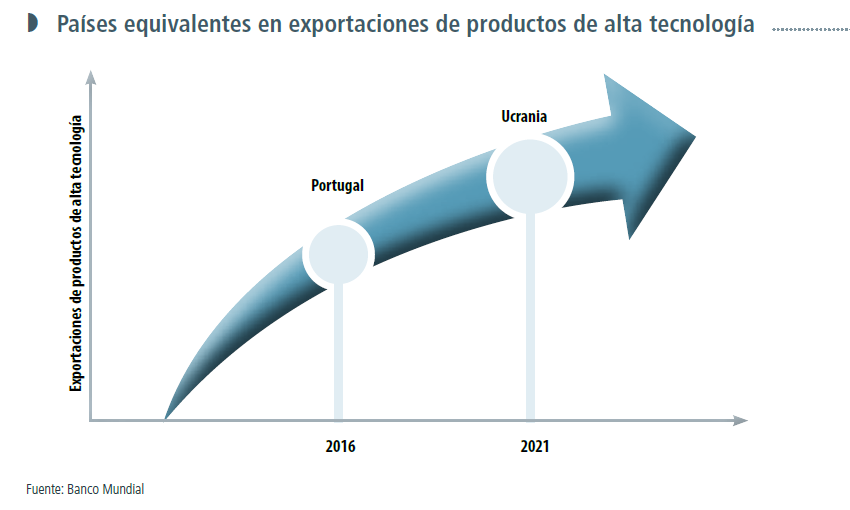 Países equivalentes en exportaciones de productos de alta tecnología
Exportaciones de productos de alta tecnología
Ucrania
Portugal
2016
2021
Fuente: Banco Mundial